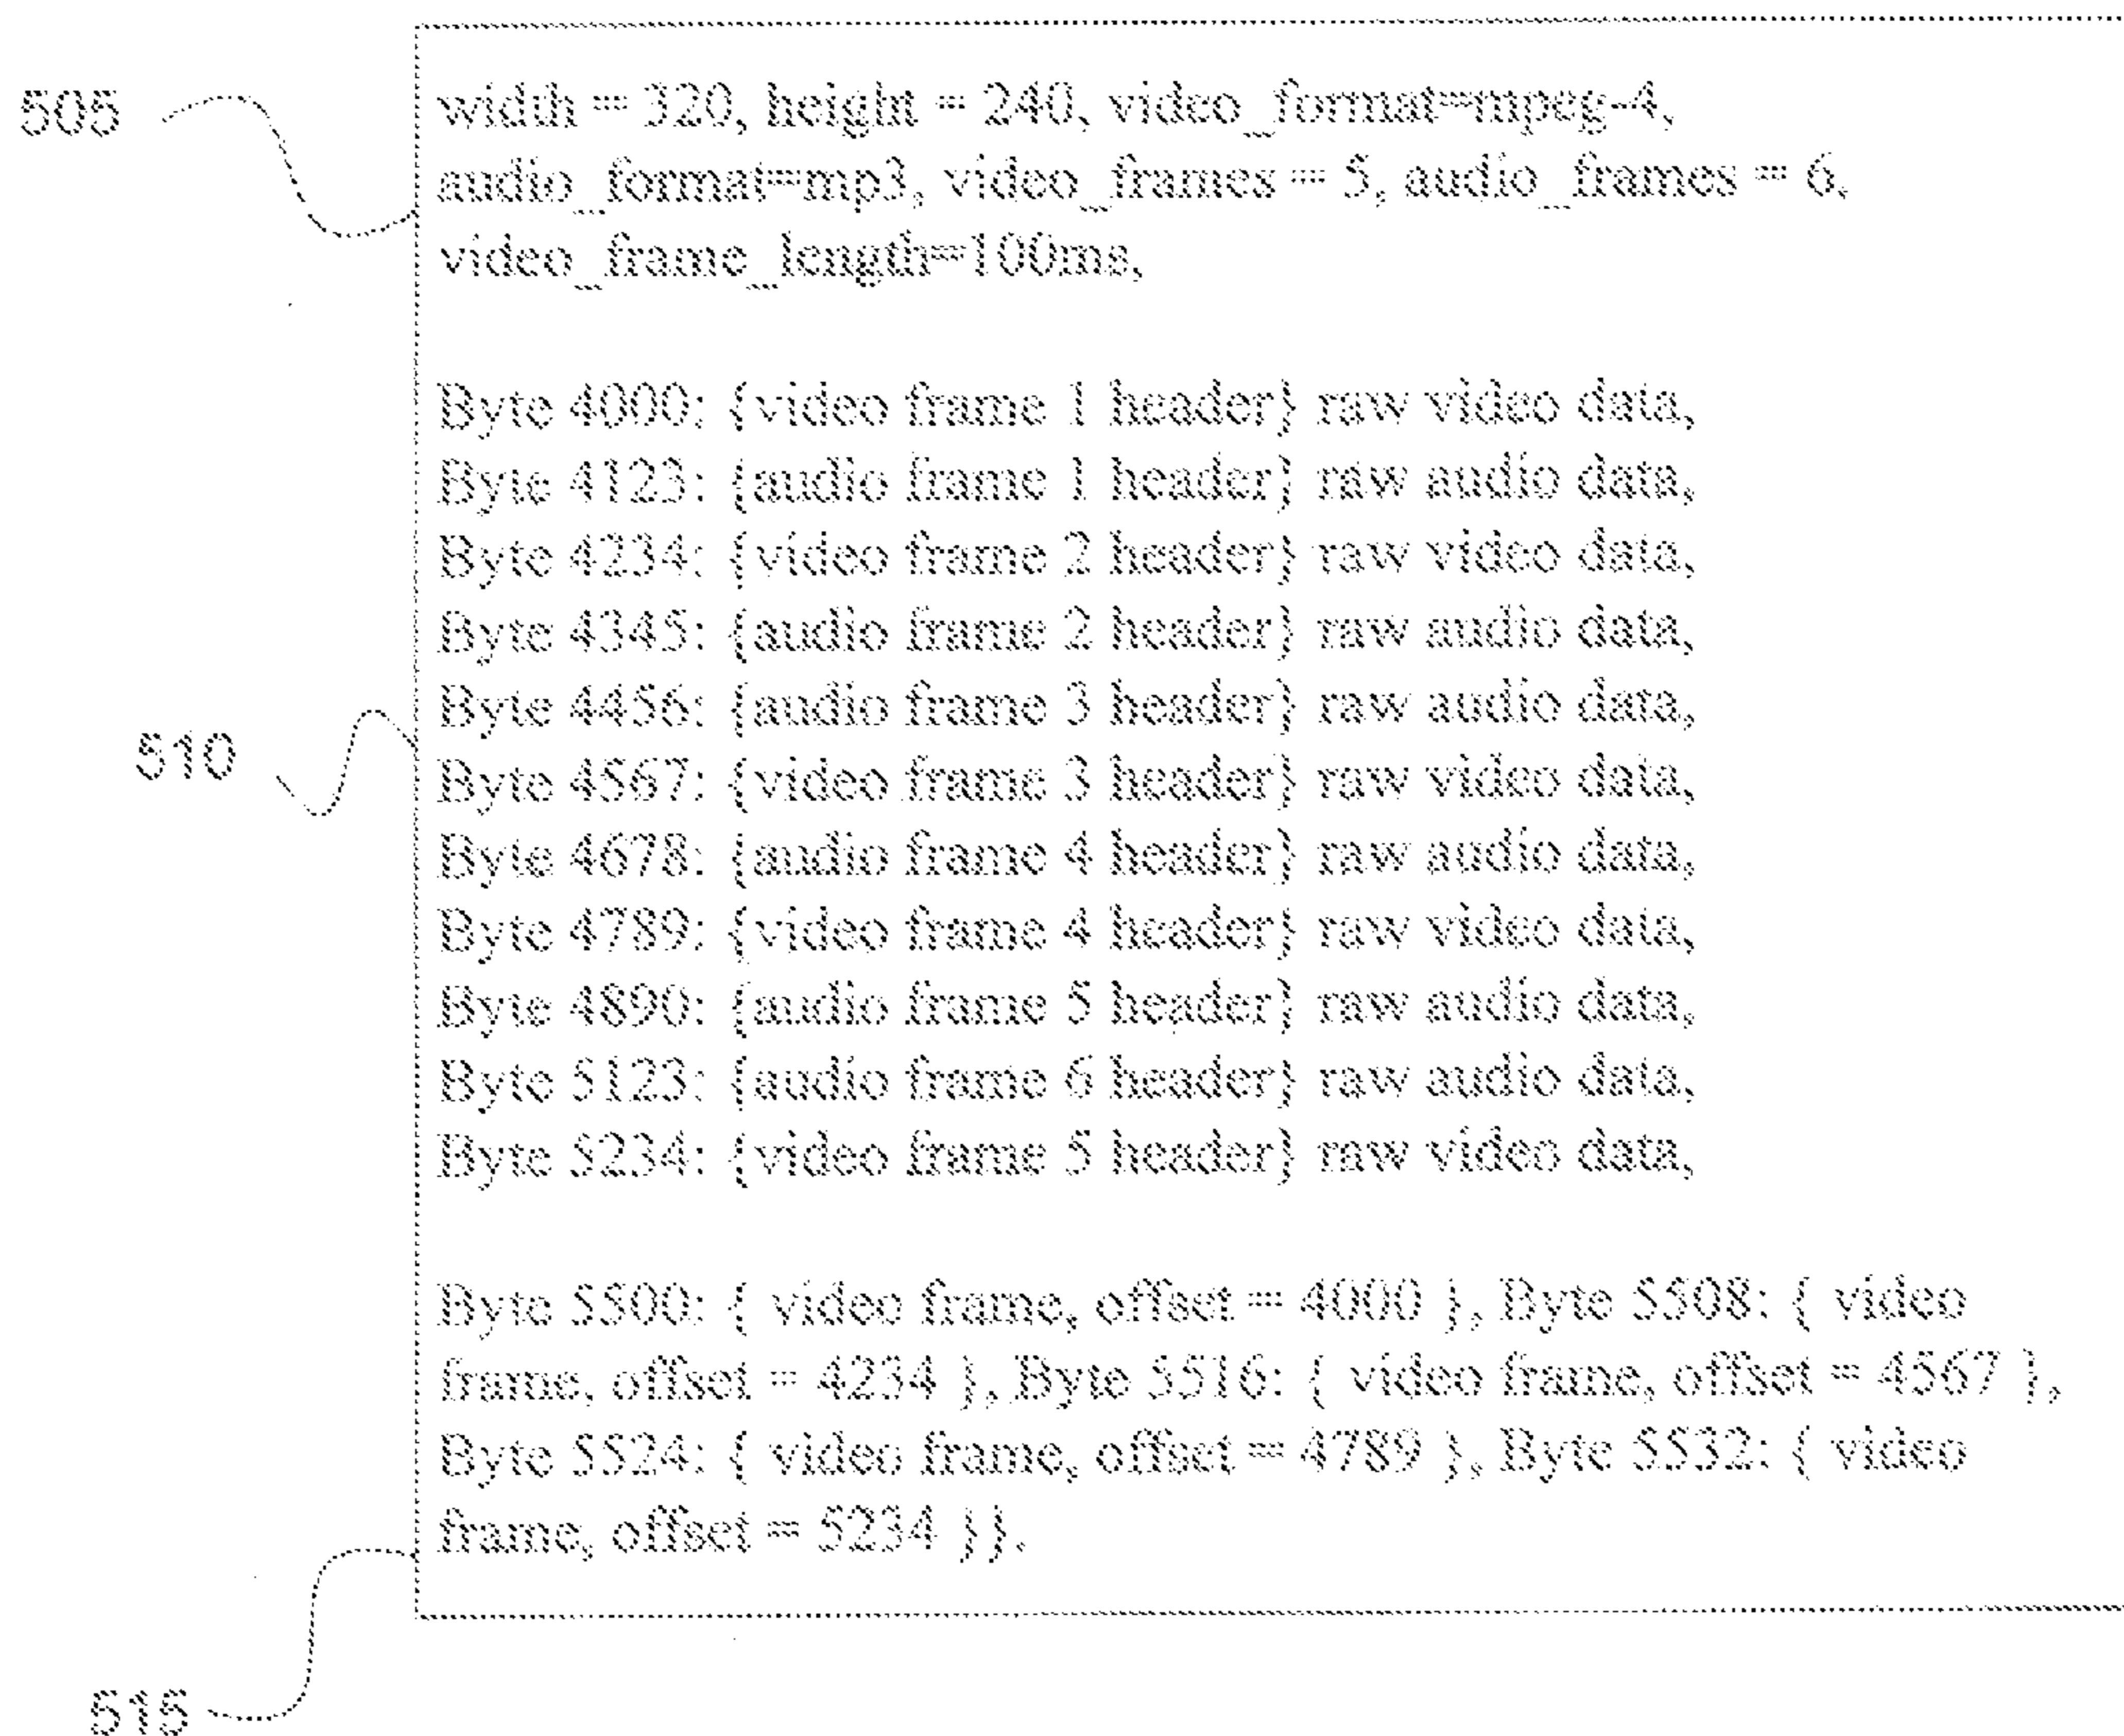 505
width = 320, height = 240, video_format=mpeg-4,
audio_format=mp3, video_frames = 5, audio_frames = 6,
video_frame_length=100ms,
Byte 4000: {video frame 1 header} raw video data,
Byte 4123: {audio frame 1 header} raw audio data,
Byte 4234: {video frame 2 header} raw video data,
Byte 4345: {audio frame 2 header} raw audio data,
Byte 4456: {audio frame 3 header} raw audio data,
510
Byte 4567: {video frame 3 header} raw video data,
Byte 4678: {audio frame 4 header} raw audio data,
Byte 4789: {video frame 4 header} raw video data,
Byte 4890: {audio frame 5 header} raw audio data,
Byte 5123: {audio frame 6 header} raw audio data,
Byte 5234: {video frame 5 header} raw video data,
Byte 5500: { video frame, offset = 4000 }, Byte 5508: { video
frame, offset = 4234 }, Byte 5516: { video frame, offset = 4567 },
Byte 5524: { video frame, offset = 4789 }, Byte 5532: { video
frame, offset = 5234 }}.
515